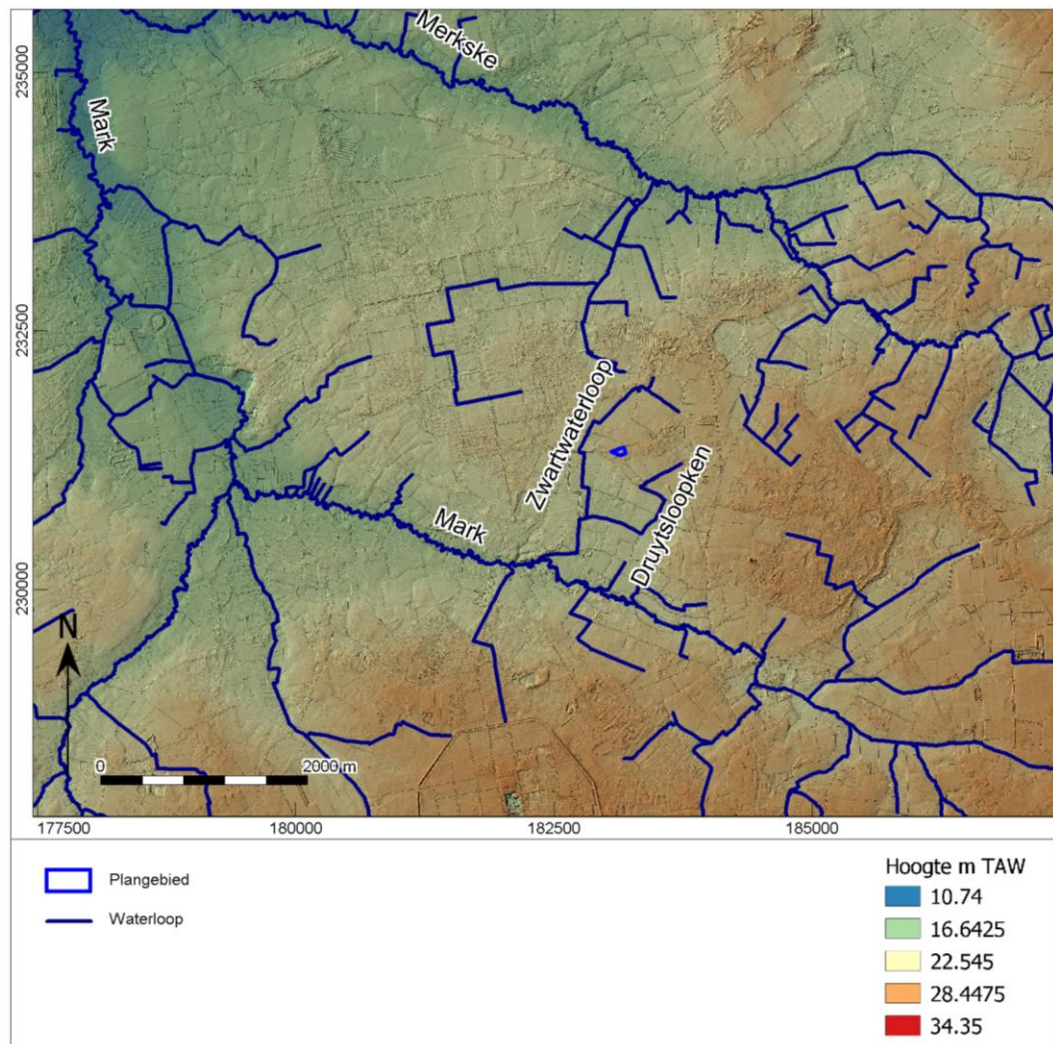 Merkske
235000
Mark
232500
Zwartwaterloop
Druytsloopken
Mark
230000
N
0 2000 m
177500 180000 182500 185000
Plangebied
Waterloop
Hoogte m TAW
10.74
16.6425
22.545
28.4475
34.35